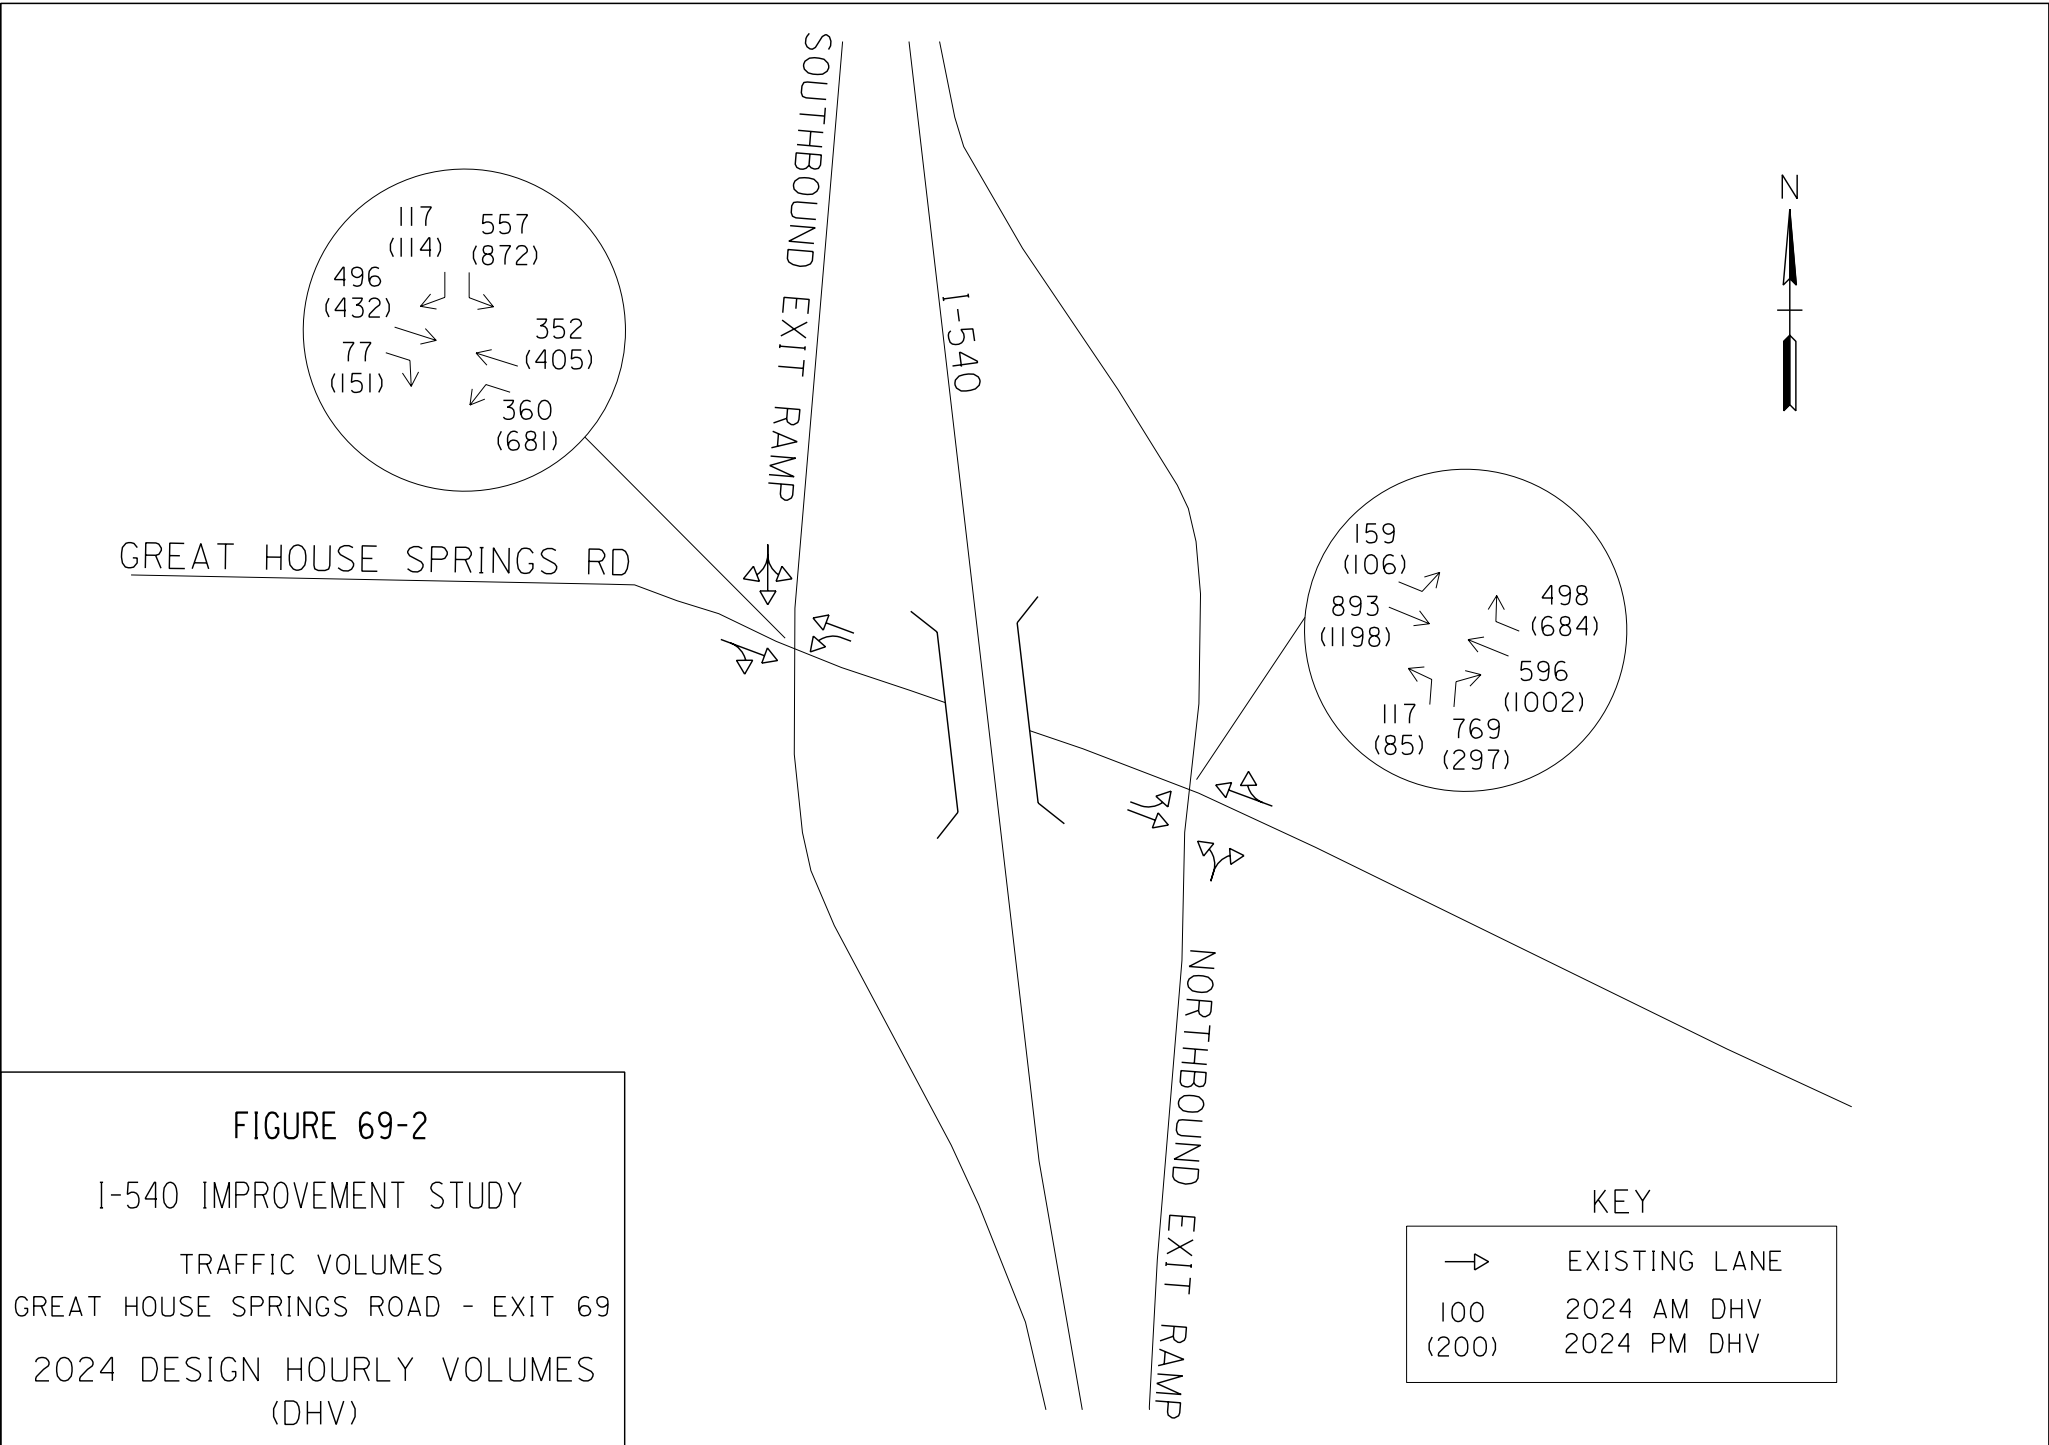 SOUTHBOUND EXIT RAMP
I-540
N
117
(114)
557
(872)
496
(432)
352
(405)
77
(151)
360
(681)
GREAT HOUSE SPRINGS RD
159
(106)
893
(1198)
498
(684)
596
(1002)
117
(85)
769
(297)
NORTHBOUND EXIT RAMP
FIGURE 69-2
I-540 IMPROVEMENT STUDY
TRAFFIC VOLUMES
GREAT HOUSE SPRINGS ROAD - EXIT 69
2024 DESIGN HOURLY VOLUMES
(DHV)
KEY
EXISTING LANE
100 2024 AM DHV
(200) 2024 PM DHV